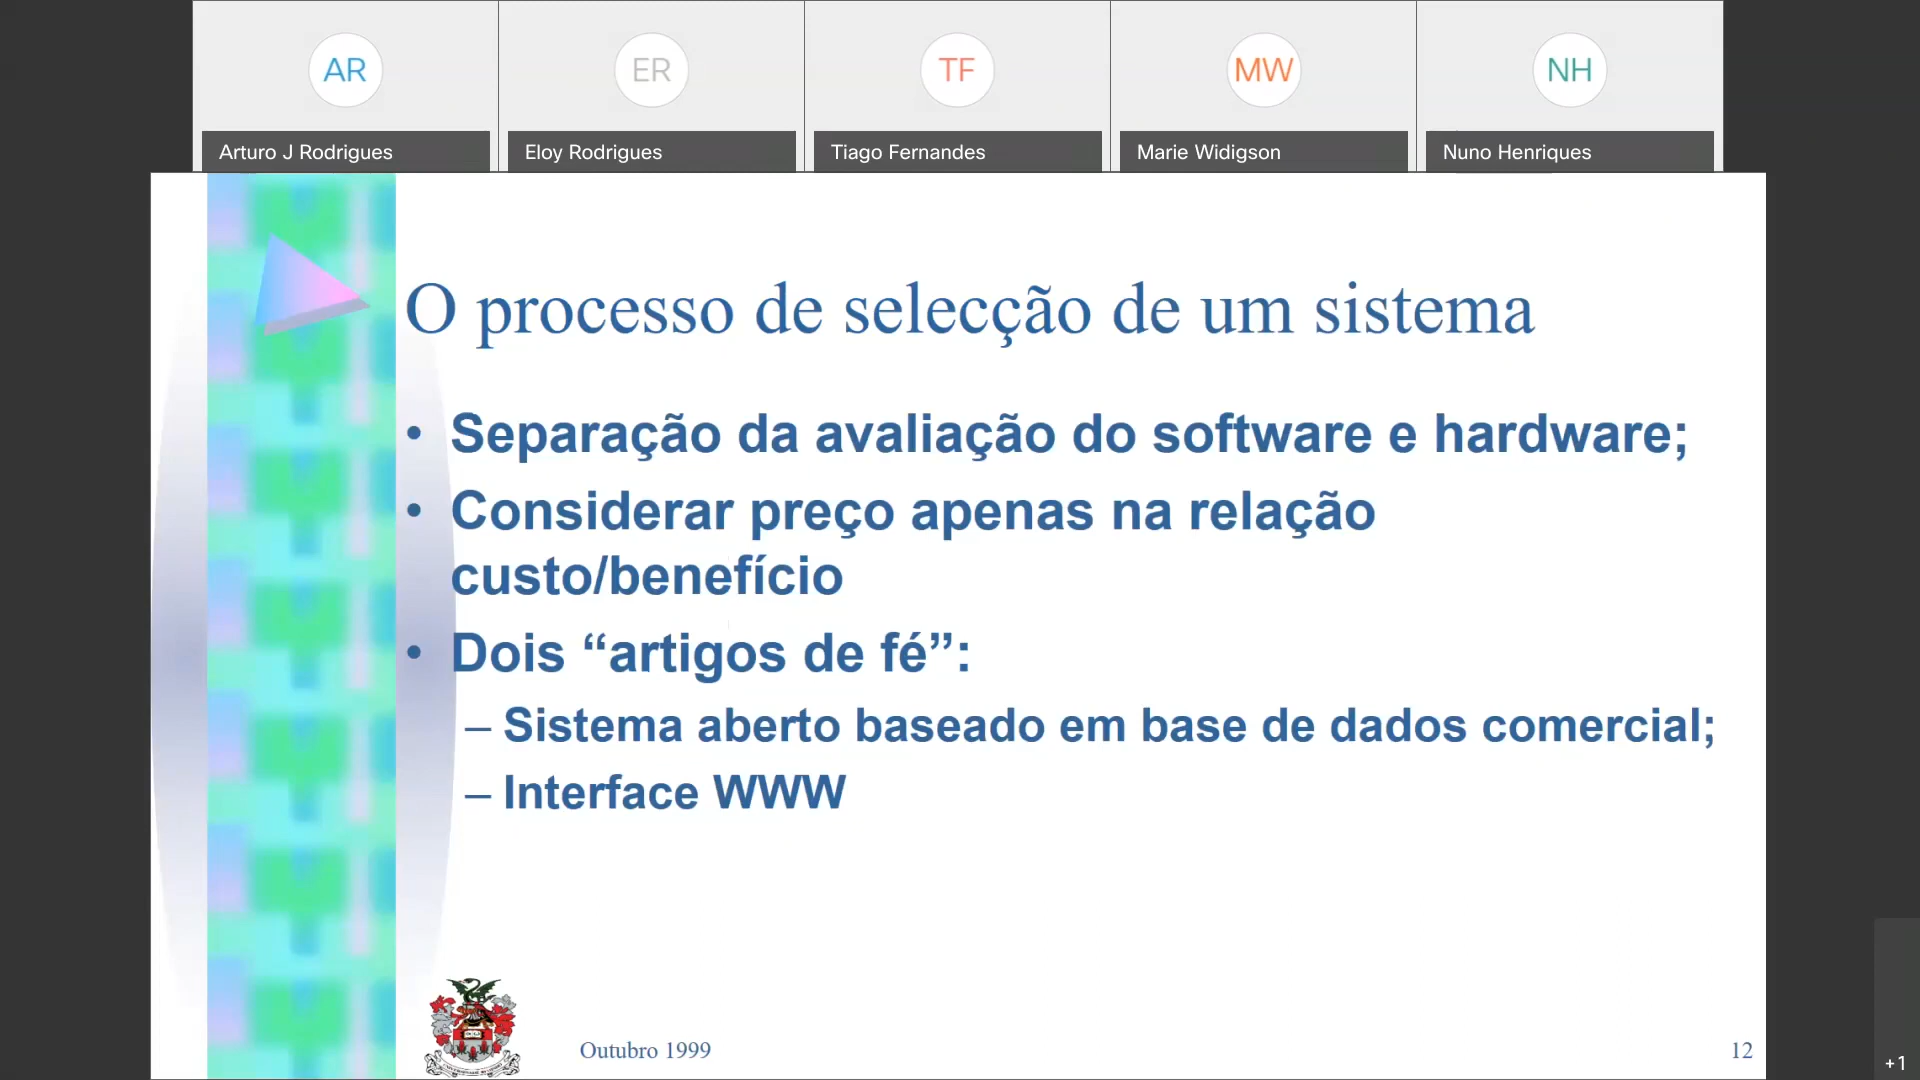 AR
ER
TF
MW
NH
Arturo J Rodrigues
Eloy Rodrigues
Tiago Fernandes
Marie Widigson
Nuno Henriques
O processo de selecção de um sistema
• Separação da avaliação do software e hardware;
• Considerar preço apenas na relação
custo/benefício
• Dois “artigos de fé”:
– Sistema aberto baseado em base de dados comercial;
– Interface WWW
Outubro 1999
12
+1